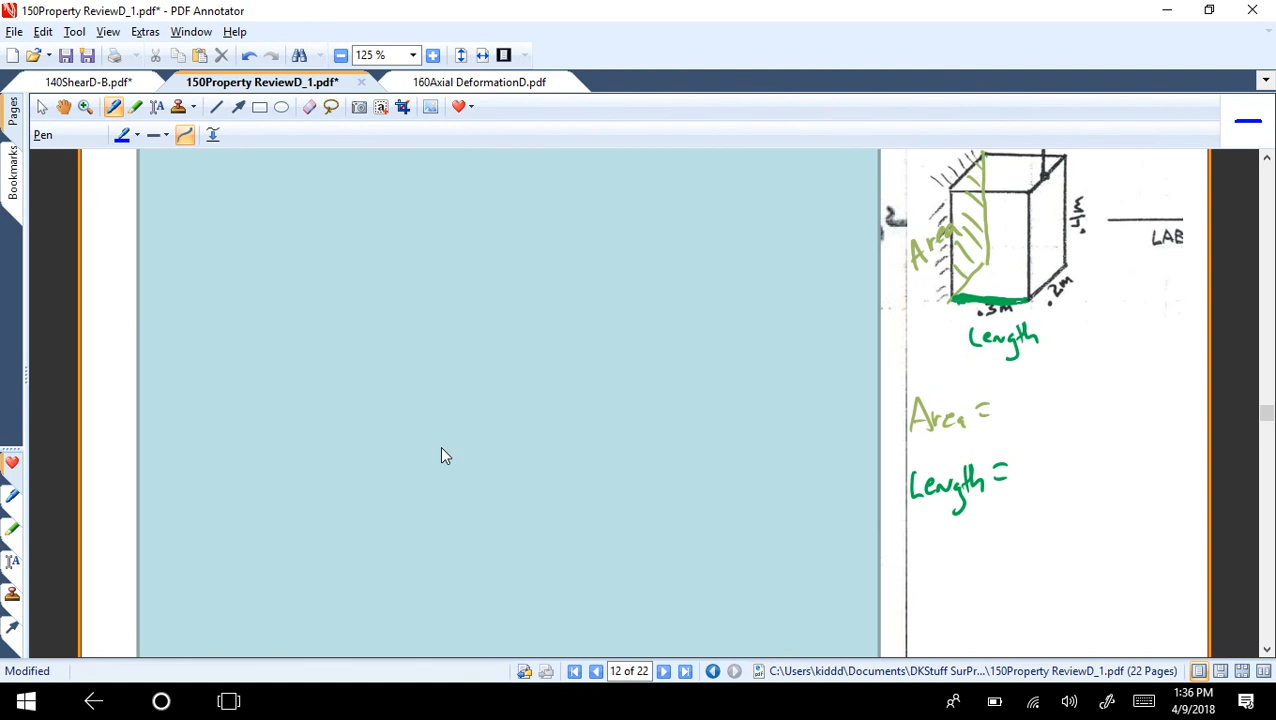 150Property ReviewD_1.pdf* - PDF Annotator
File Edit Tool View Extras Window Help
125 %
140ShearD-B.pdf* 150Property ReviewD_1.pdf* 160Axial DeformationD.pdf
Pen
Pages
Bookmarks
Area
.3m
.2m
LAB
Length
Area =
Length =
Modified
12 of 22
C:\Users\kiddd\Documents\DKStuff SurPr...\150Property ReviewD_1.pdf (22 Pages)
1:36 PM
4/9/2018